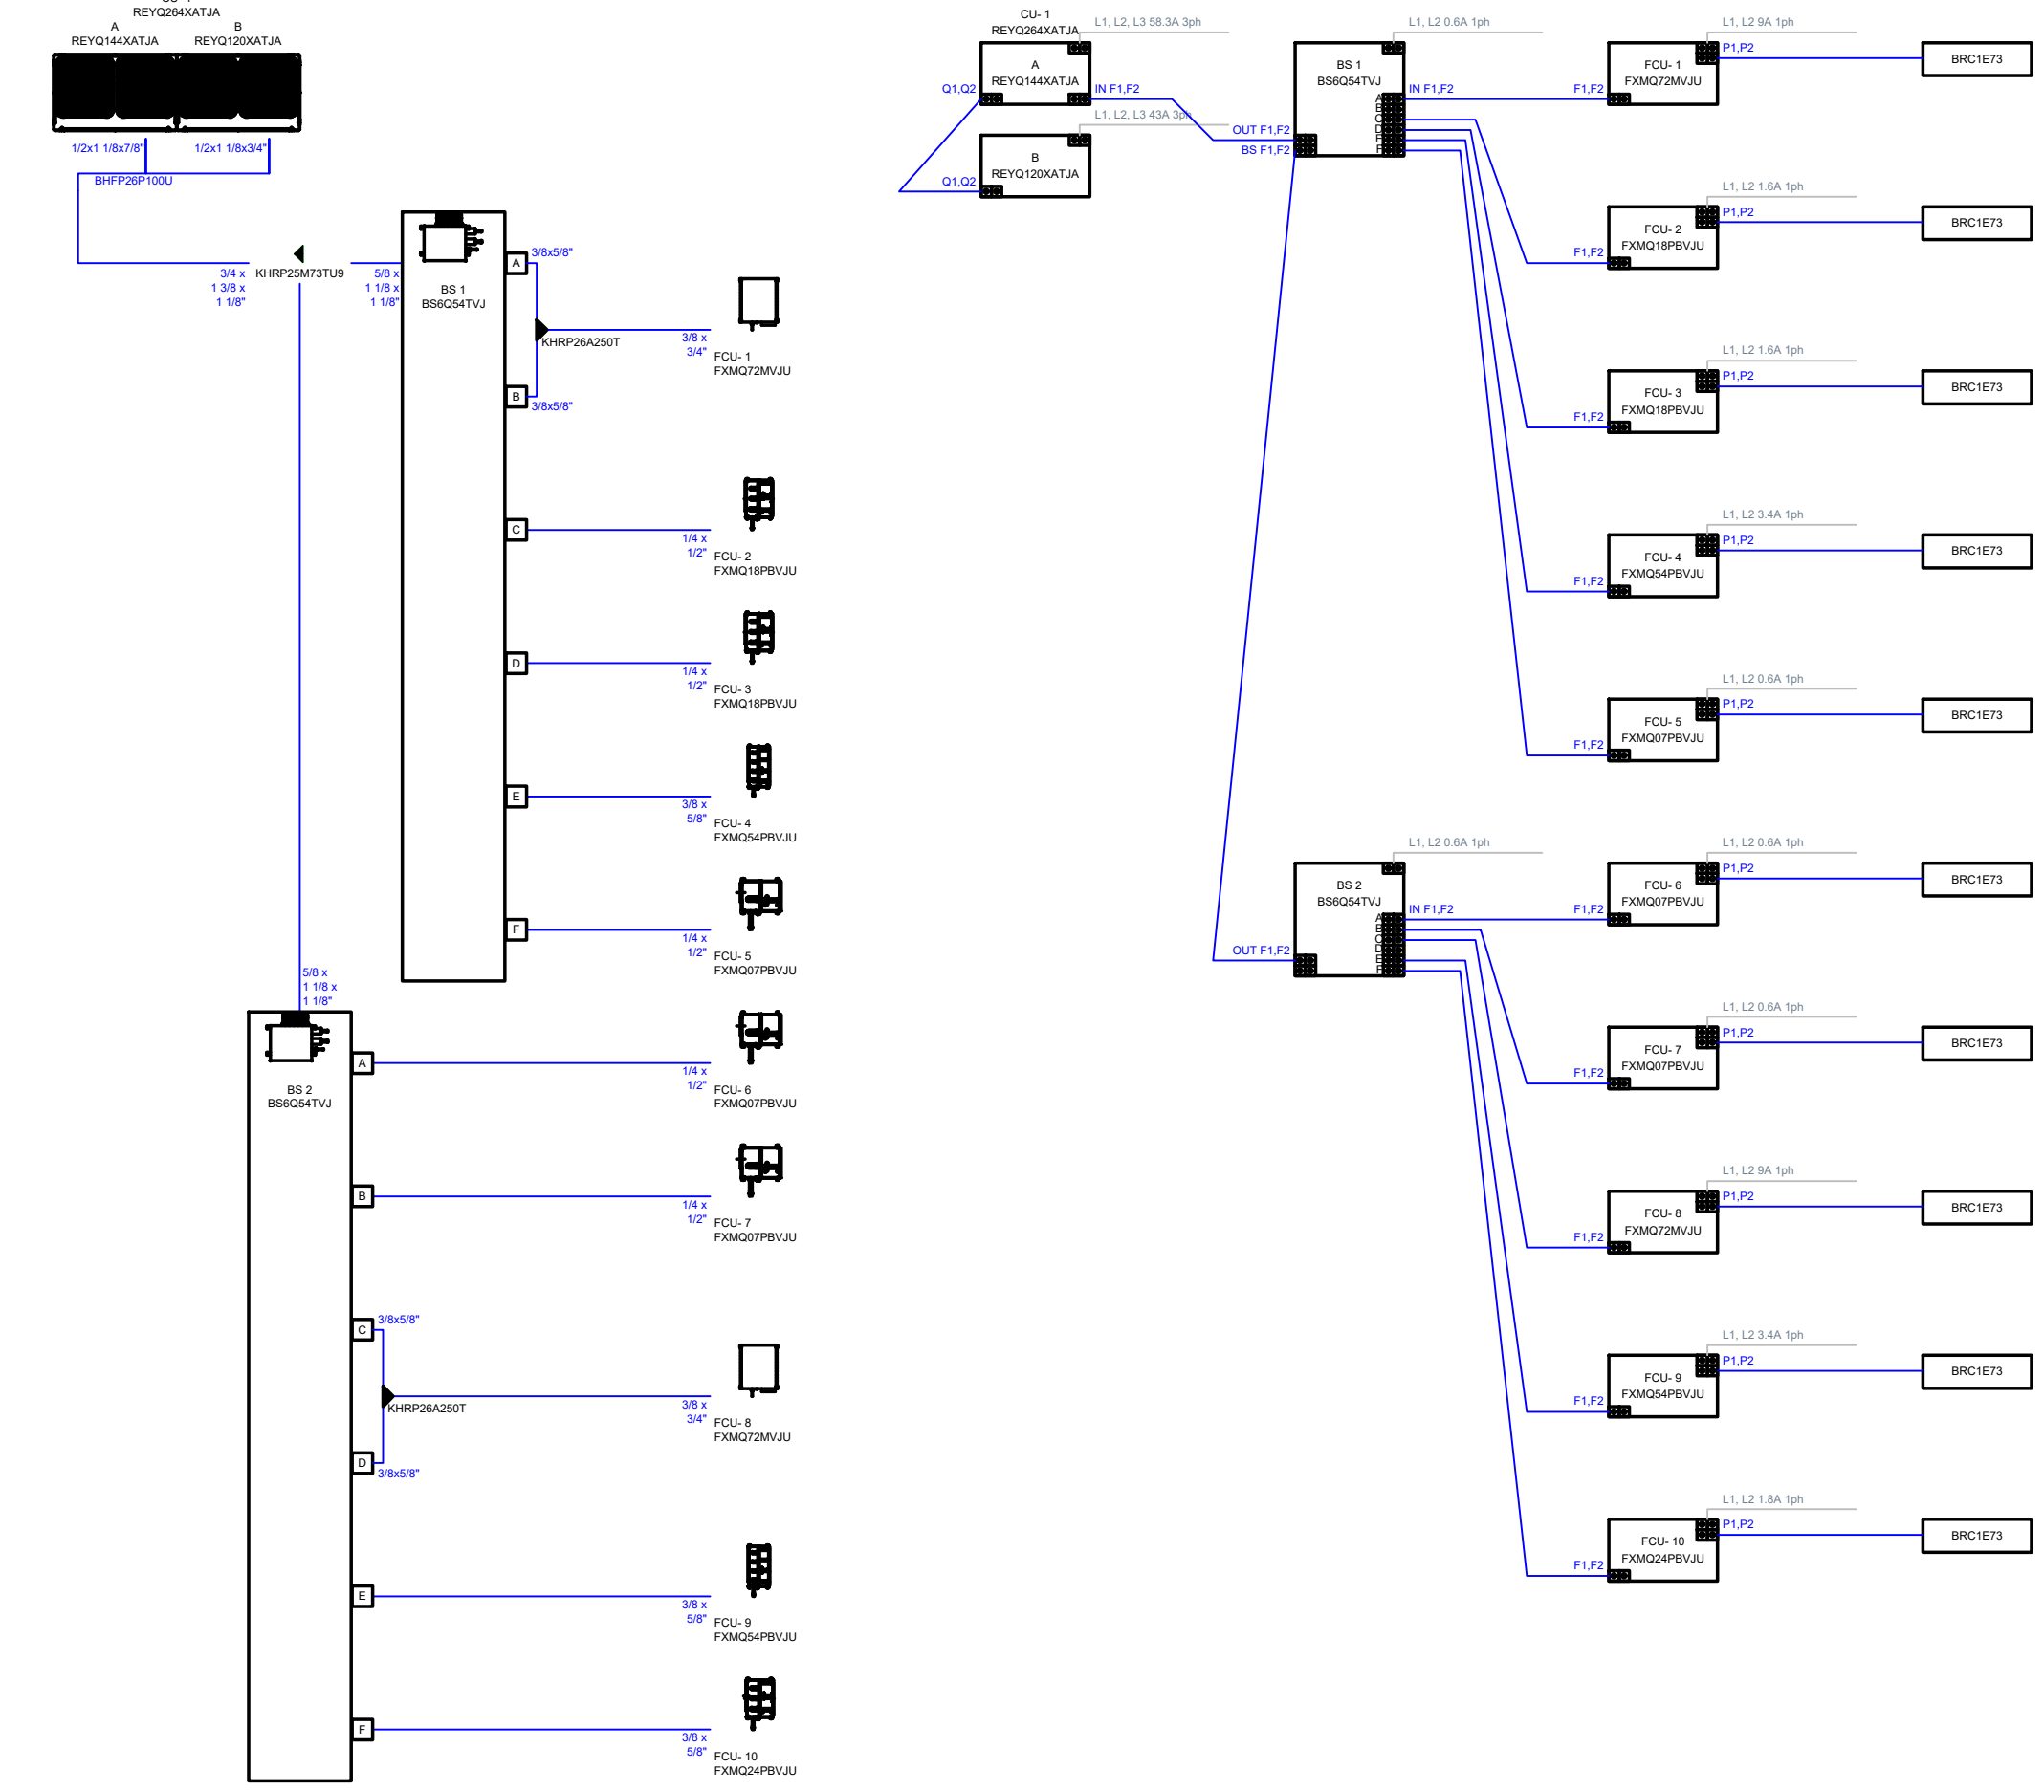 REYQ264XATJA
A
REYQ144XATJA
B
REYQ120XATJA
1/2x1 1/8x7/8"
1/2x1 1/8x3/4"
BHFP26P100U
3/4 x
1 3/8 x
1 1/8"
KHRP25M73TU9
5/8 x
1 1/8 x
1 1/8"
BS 1
BS6Q54TVJ
A
3/8x5/8"
KHRP26A250T
B
3/8x5/8"
3/8 x
3/4"
FCU- 1
FXMQ72MVJU
C
1/4 x
1/2"
FCU- 2
FXMQ18PBVJU
D
1/4 x
1/2"
FCU- 3
FXMQ18PBVJU
E
3/8 x
5/8"
FCU- 4
FXMQ54PBVJU
F
1/4 x
1/2"
FCU- 5
FXMQ07PBVJU
5/8 x
1 1/8 x
1 1/8"
BS 2
BS6Q54TVJ
A
1/4 x
1/2"
FCU- 6
FXMQ07PBVJU
B
1/4 x
1/2"
FCU- 7
FXMQ07PBVJU
C
3/8x5/8"
KHRP26A250T
D
3/8x5/8"
3/8 x
3/4"
FCU- 8
FXMQ72MVJU
E
3/8 x
5/8"
FCU- 9
FXMQ54PBVJU
F
3/8 x
5/8"
FCU- 10
FXMQ24PBVJU
CU- 1
REYQ264XATJA
L1, L2, L3 58.3A 3ph
A
REYQ144XATJA
Q1,Q2
IN F1,F2
L1, L2, L3 43A 3ph
B
REYQ120XATJA
Q1,Q2
L1, L2 0.6A 1ph
BS 1
BS6Q54TVJ
OUT F1,F2
BS F1,F2
A
B
C
D
E
F
IN F1,F2
L1, L2 9A 1ph
P1,P2
FCU- 1
FXMQ72MVJU
F1,F2
BRC1E73
L1, L2 1.6A 1ph
P1,P2
FCU- 2
FXMQ18PBVJU
F1,F2
BRC1E73
L1, L2 1.6A 1ph
P1,P2
FCU- 3
FXMQ18PBVJU
F1,F2
BRC1E73
L1, L2 3.4A 1ph
P1,P2
FCU- 4
FXMQ54PBVJU
F1,F2
BRC1E73
L1, L2 0.6A 1ph
P1,P2
FCU- 5
FXMQ07PBVJU
F1,F2
BRC1E73
L1, L2 0.6A 1ph
BS 2
BS6Q54TVJ
OUT F1,F2
A
B
C
D
E
F
IN F1,F2
L1, L2 0.6A 1ph
P1,P2
FCU- 6
FXMQ07PBVJU
F1,F2
BRC1E73
L1, L2 0.6A 1ph
P1,P2
FCU- 7
FXMQ07PBVJU
F1,F2
BRC1E73
L1, L2 9A 1ph
P1,P2
FCU- 8
FXMQ72MVJU
F1,F2
BRC1E73
L1, L2 3.4A 1ph
P1,P2
FCU- 9
FXMQ54PBVJU
F1,F2
BRC1E73
L1, L2 1.8A 1ph
P1,P2
FCU- 10
FXMQ24PBVJU
F1,F2
BRC1E73